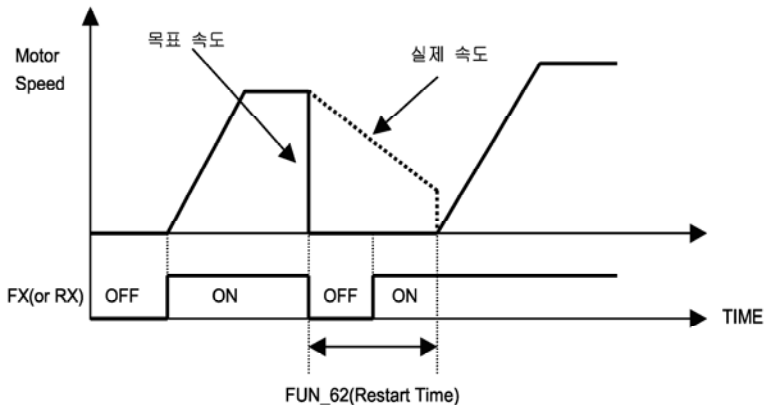 목표 속도
실제 속도
Motor
Speed
FX(or RX) OFF ON OFF ON
TIME
FUN_62(Restart Time)